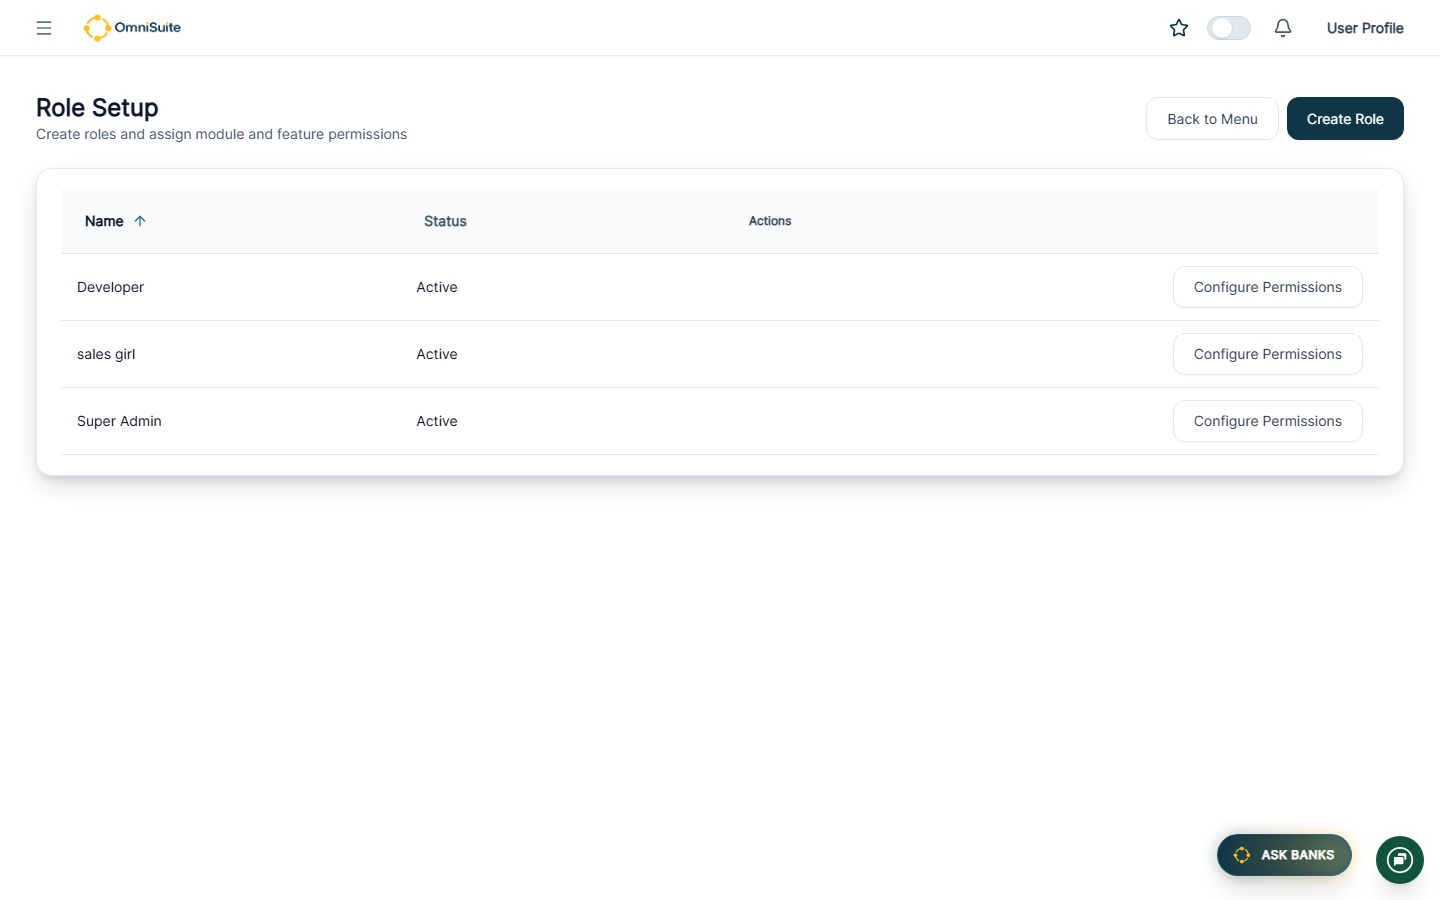 OmniSuite
User Profile
Role Setup
Create roles and assign module and feature permissions
Back to Menu
Create Role
Name Status Actions
Developer Active Configure Permissions
sales girl Active Configure Permissions
Super Admin Active Configure Permissions
ASK BANKS